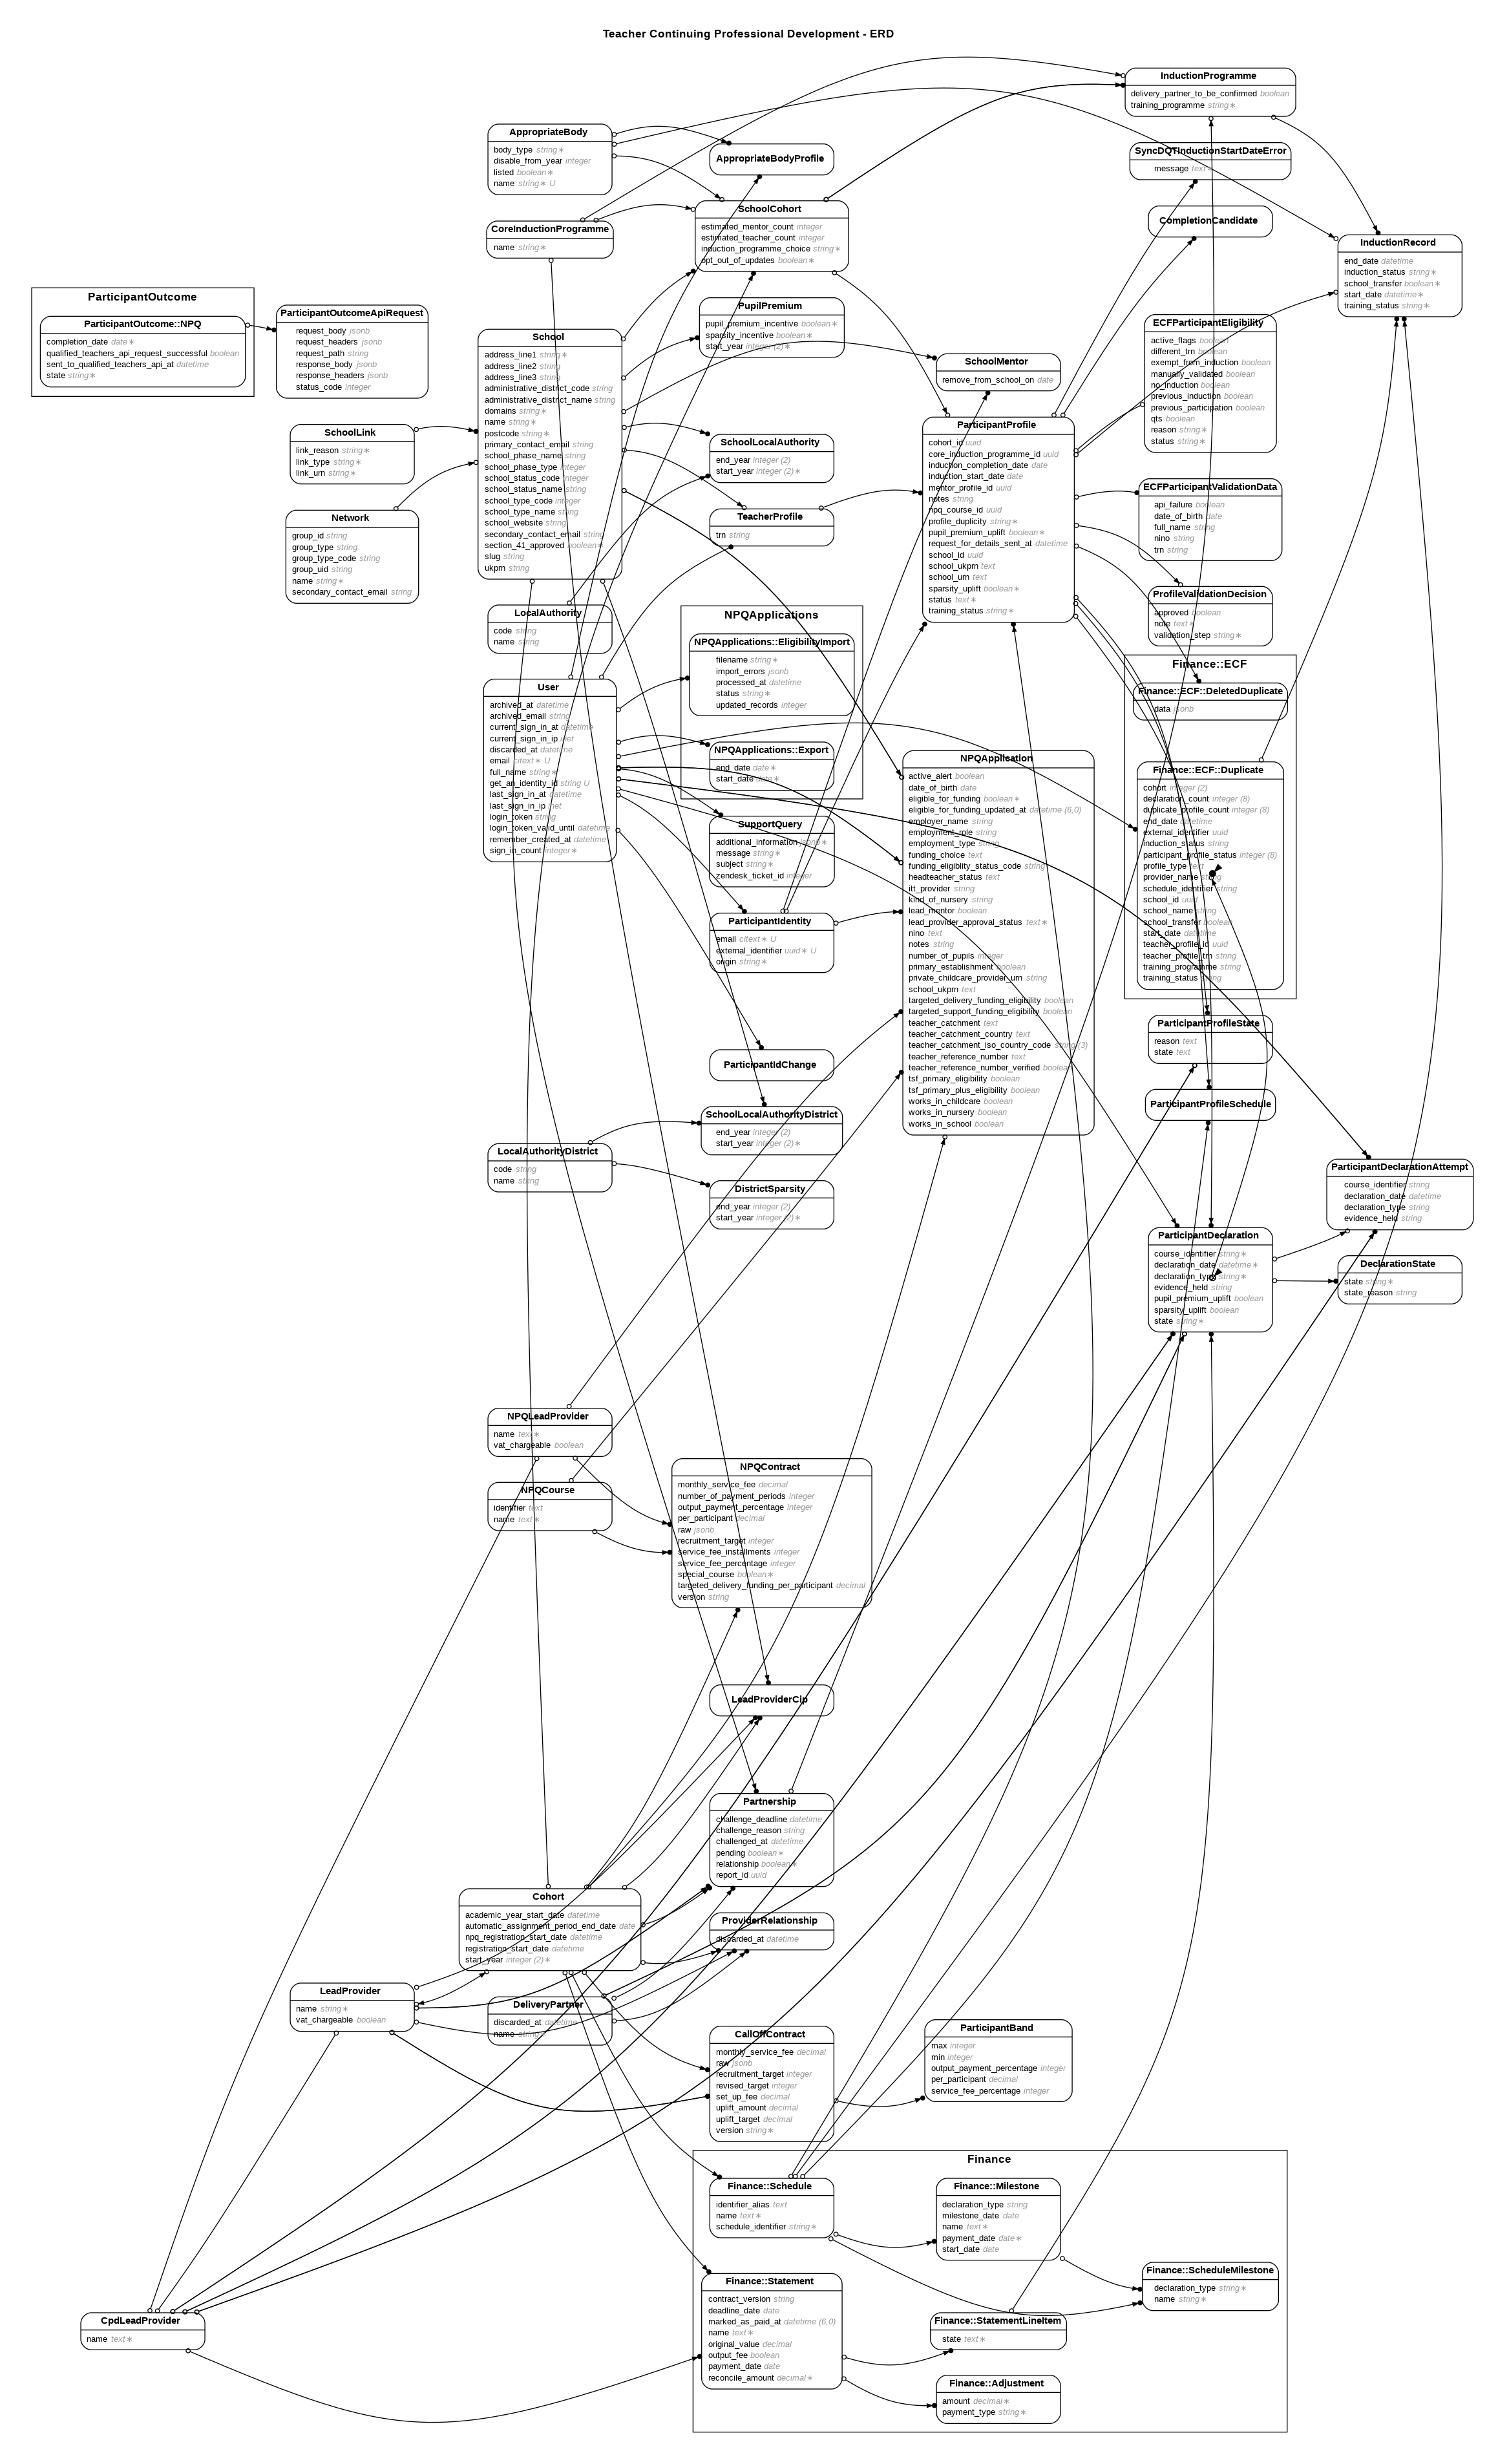 Teacher Continuing Professional Development - ERD
InductionProgramme
delivery_partner_to_be_confirmed boolean
training_programme string∗
AppropriateBody
body_type string∗
disable_from_year integer
listed boolean∗
name string∗ U
AppropriateBodyProfile
SyncDQTInductionStartDateError
message text∗
SchoolCohort
estimated_mentor_count integer
estimated_teacher_count integer
induction_programme_choice string∗
opt_out_of_updates boolean∗
CompletionCandidate
CoreInductionProgramme
name string∗
InductionRecord
end_date datetime
induction_status string∗
school_transfer boolean∗
start_date datetime∗
training_status string∗
ParticipantOutcome
ParticipantOutcome::NPQ
completion_date date∗
qualified_teachers_api_request_successful boolean
sent_to_qualified_teachers_api_at datetime
state string∗
ParticipantOutcomeApiRequest
request_body jsonb
request_headers jsonb
request_path string
response_body jsonb
response_headers jsonb
status_code integer
PupilPremium
pupil_premium_incentive boolean∗
sparsity_incentive boolean∗
start_year integer (2)∗
ECFParticipantEligibility
active_flags boolean
different_trn boolean
exempt_from_induction boolean
manually_validated boolean
no_induction boolean
previous_induction boolean
previous_participation boolean
qts boolean
reason string∗
status string∗
School
address_line1 string∗
address_line2 string
address_line3 string
administrative_district_code string
administrative_district_name string
domains string∗
name string∗
postcode string∗
primary_contact_email string
school_phase_name string
school_phase_type integer
school_status_code integer
school_status_name string
school_type_code integer
school_type_name string
school_website string
secondary_contact_email string
section_41_approved boolean∗
slug string
ukprn string
SchoolMentor
remove_from_school_on date
SchoolLink
link_reason string∗
link_type string∗
link_urn string∗
SchoolLocalAuthority
end_year integer (2)
start_year integer (2)∗
ParticipantProfile
cohort_id uuid
core_induction_programme_id uuid
induction_completion_date date
induction_start_date date
mentor_profile_id uuid
notes string
npq_course_id uuid
profile_duplicity string∗
pupil_premium_uplift boolean∗
request_for_details_sent_at datetime
school_id uuid
school_ukprn text
school_urn text
sparsity_uplift boolean∗
status text∗
training_status string∗
ECFParticipantValidationData
api_failure boolean
date_of_birth date
full_name string
nino string
trn string
Network
group_id string
group_type string
group_type_code string
group_uid string
name string∗
secondary_contact_email string
TeacherProfile
trn string
ProfileValidationDecision
approved boolean
note text∗
validation_step string∗
LocalAuthority
code string
name string
NPQApplications
NPQApplications::EligibilityImport
filename string∗
import_errors jsonb
processed_at datetime
status string∗
updated_records integer
NPQApplications::Export
end_date date∗
start_date date∗
Finance::ECF
Finance::ECF::DeletedDuplicate
data jsonb
Finance::ECF::Duplicate
cohort integer (2)
declaration_count integer (8)
duplicate_profile_count integer (8)
end_date datetime
external_identifier uuid
induction_status string
participant_profile_status integer (8)
profile_type text
provider_name string
schedule_identifier string
school_id uuid
school_name string
school_transfer boolean
start_date datetime
teacher_profile_id uuid
teacher_profile_trn string
training_programme string
training_status string
User
archived_at datetime
archived_email string
current_sign_in_at datetime
current_sign_in_ip inet
discarded_at datetime
email citext∗ U
full_name string∗
get_an_identity_id string U
last_sign_in_at datetime
last_sign_in_ip inet
login_token string
login_token_valid_until datetime
remember_created_at datetime
sign_in_count integer∗
NPQApplication
active_alert boolean
date_of_birth date
eligible_for_funding boolean∗
eligible_for_funding_updated_at datetime (6,0)
employer_name string
employment_role string
employment_type string
funding_choice text
funding_eligiblity_status_code string
headteacher_status text
itt_provider string
kind_of_nursery string
lead_mentor boolean
lead_provider_approval_status text∗
nino text
notes string
number_of_pupils integer
primary_establishment boolean
private_childcare_provider_urn string
school_ukprn text
targeted_delivery_funding_eligibility boolean
targeted_support_funding_eligibility boolean
teacher_catchment text
teacher_catchment_country text
teacher_catchment_iso_country_code string (3)
teacher_reference_number text
teacher_reference_number_verified boolean
tsf_primary_eligibility boolean
tsf_primary_plus_eligibility boolean
works_in_childcare boolean
works_in_nursery boolean
works_in_school boolean
SupportQuery
additional_information jsonb∗
message string∗
subject string∗
zendesk_ticket_id integer
ParticipantIdentity
email citext∗ U
external_identifier uuid∗ U
origin string∗
ParticipantProfileState
reason text
state text
ParticipantIdChange
ParticipantProfileSchedule
SchoolLocalAuthorityDistrict
end_year integer (2)
start_year integer (2)∗
LocalAuthorityDistrict
code string
name string
DistrictSparsity
end_year integer (2)
start_year integer (2)∗
ParticipantDeclarationAttempt
course_identifier string
declaration_date datetime
declaration_type string
evidence_held string
ParticipantDeclaration
course_identifier string∗
declaration_date datetime∗
declaration_type string∗
evidence_held string
pupil_premium_uplift boolean
sparsity_uplift boolean
state string∗
DeclarationState
state string∗
state_reason string
NPQLeadProvider
name text∗
vat_chargeable boolean
NPQContract
monthly_service_fee decimal
number_of_payment_periods integer
output_payment_percentage integer
per_participant decimal
raw jsonb
recruitment_target integer
service_fee_installments integer
service_fee_percentage integer
special_course boolean∗
targeted_delivery_funding_per_participant decimal
version string
NPQCourse
identifier text
name text∗
LeadProviderCip
Partnership
challenge_deadline datetime
challenge_reason string
challenged_at datetime
pending boolean∗
relationship boolean∗
report_id uuid
Cohort
academic_year_start_date datetime
automatic_assignment_period_end_date date
npq_registration_start_date datetime
registration_start_date datetime
start_year integer (2)∗
ProviderRelationship
discarded_at datetime
LeadProvider
name string∗
vat_chargeable boolean
DeliveryPartner
discarded_at datetime
name string∗
CallOffContract
monthly_service_fee decimal
raw jsonb
recruitment_target integer
revised_target integer
set_up_fee decimal
uplift_amount decimal
uplift_target decimal
version string∗
ParticipantBand
max integer
min integer
output_payment_percentage integer
per_participant decimal
service_fee_percentage integer
Finance
Finance::Schedule
identifier_alias text
name text∗
schedule_identifier string∗
Finance::Milestone
declaration_type string
milestone_date date
name text∗
payment_date date∗
start_date date
Finance::ScheduleMilestone
declaration_type string∗
name string∗
Finance::Statement
contract_version string
deadline_date date
marked_as_paid_at datetime (6,0)
name text∗
original_value decimal
output_fee boolean
payment_date date
reconcile_amount decimal∗
Finance::StatementLineItem
state text∗
Finance::Adjustment
amount decimal∗
payment_type string∗
CpdLeadProvider
name text∗